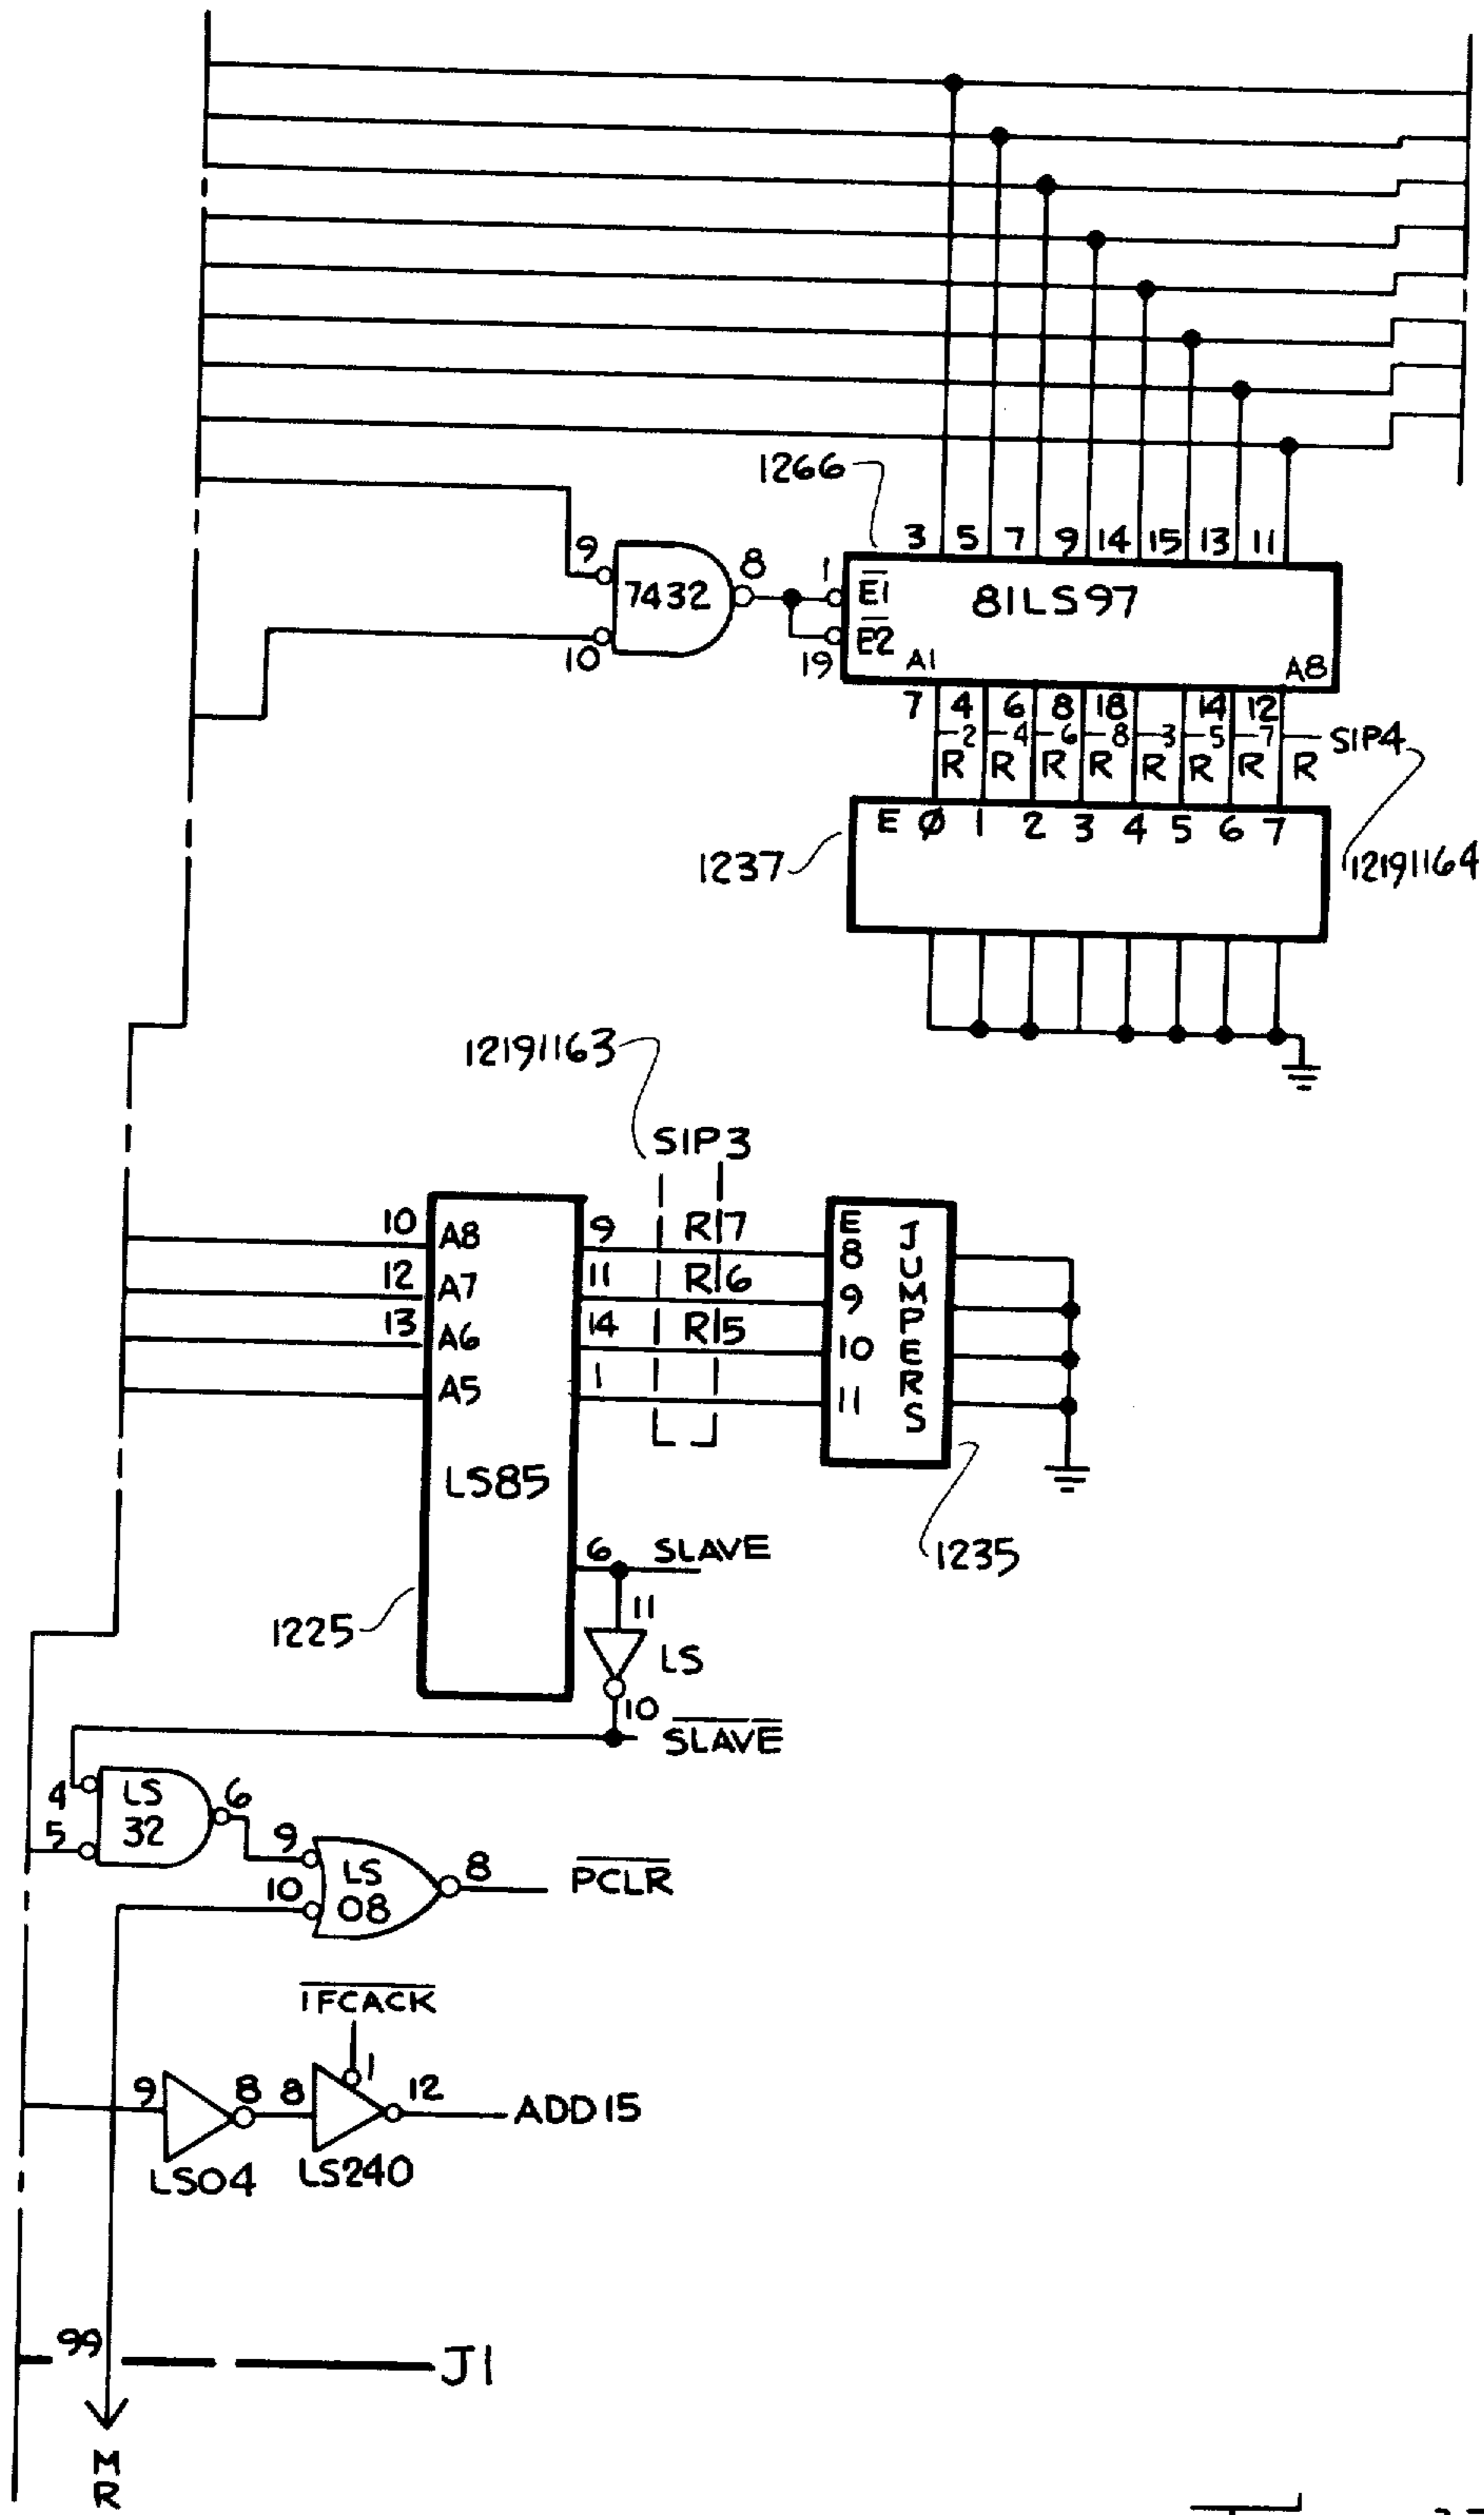 1266
3 5 7 9 14 15 13 11
9
7432
8
1
E1
81LS97
E2
10
19
A1
A8
7 4 6 8 18 14 12
2 4 6 8 3 5 7
SIP4
R R R R R R R R
E Ø 1 2 3 4 5 6 7
1237
12191164
12191163
SIP3
10 A8 9 R17 E 8
12 A7 11 R16 9
13 A6 14 R15 10
A5 1 11
JUMPERS
LS85
6 SLAVE
1235
11
1225
LS
10
SLAVE
4
LS
32
6
5
9
LS
08
8
PCLR
10
IFCACK
1
9 8 8 12 ADD15
LS04 LS240
99
J1
M
R